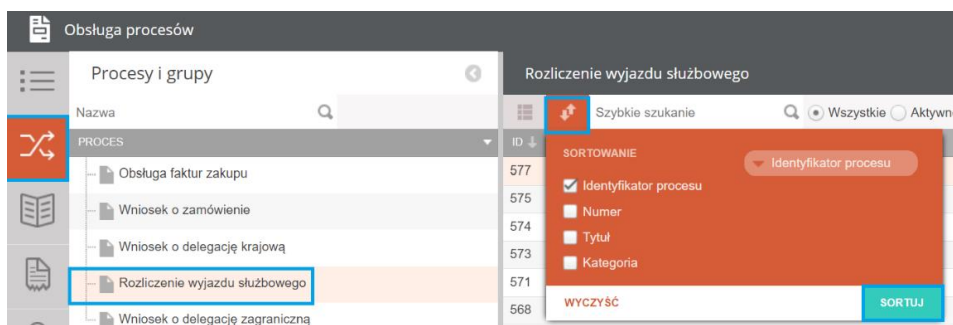 Obsługa procesów
Procesy i grupy
Rozliczenie wyjazdu służbowego
Nazwa
Szybkie szukanie
Wszystkie
Aktywn
PROCES
ID
Obsługa faktur zakupu
Wniosek o zamówienie
Wniosek o delegację krajową
Rozliczenie wyjazdu służbowego
Wniosek o delegację zagraniczną
577
575
574
573
571
568
SORTOWANIE
Identyfikator procesu
Identyfikator procesu
Numer
Tytuł
Kategoria
WYCZYŚĆ
SORTUJ